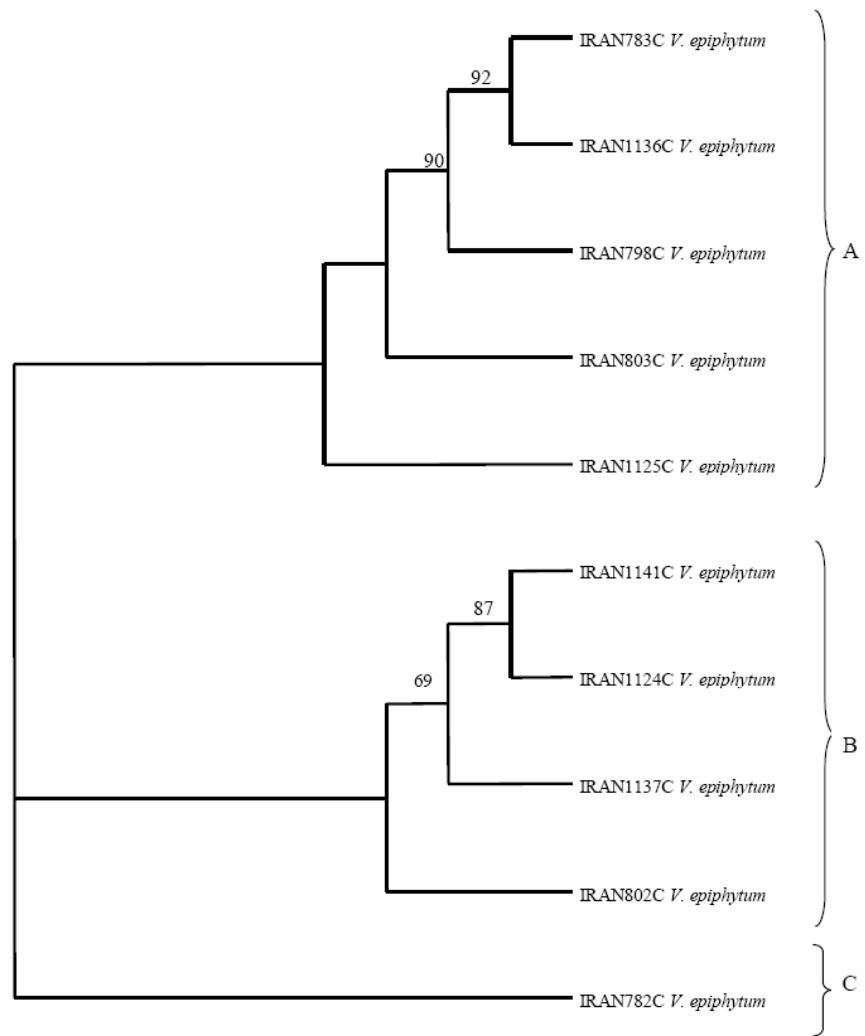 IRAN783C V. epiphytum
92
IRAN1136C V. epiphytum
90
IRAN798C V. epiphytum
A
IRAN803C V. epiphytum
IRAN1125C V. epiphytum
IRAN1141C V. epiphytum
87
IRAN1124C V. epiphytum
69
B
IRAN1137C V. epiphytum
IRAN802C V. epiphytum
C
IRAN782C V. epiphytum